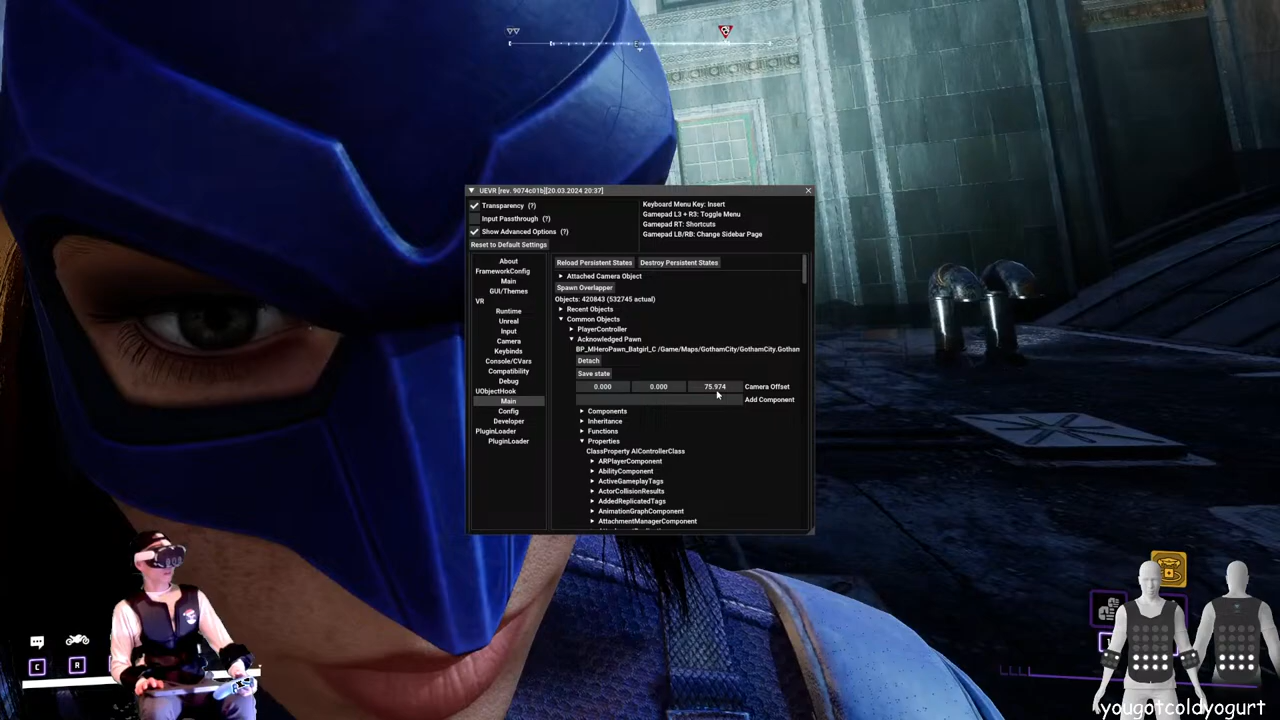 UEVR [rev. 9074c01b][20.03.2024 20:37]
Transparency (?)
Input Passthrough (?)
Show Advanced Options (?)
Reset to Default Settings
Keyboard Menu Key: Insert
Gamepad L3 + R3: Toggle Menu
Gamepad RT: Shortcuts
Gamepad LB/RB: Change Sidebar Page
About
FrameworkConfig
Main
GUI/Themes
VR
Runtime
Unreal
Input
Camera
Keybinds
Console/CVars
Compatibility
Debug
UObjectHook
Main
Config
Developer
PluginLoader
PluginLoader
Reload Persistent States Destroy Persistent States
Attached Camera Object
Spawn Overlapper
Objects: 420843 (532745 actual)
Recent Objects
Common Objects
PlayerController
Acknowledged Pawn
BP_MHeroPawn_Batgirl_C /Game/Maps/GothamCity/GothamCity.Gothan
Detach
Save state
0.000 0.000 75.974 Camera Offset
Add Component
Components
Inheritance
Functions
Properties
ClassProperty AIControllerClass
ARPlayerComponent
AbilityComponent
ActiveGameplayTags
ActorCollisionResults
AddedReplicatedTags
AnimationGraphComponent
AttachmentManagerComponent
E
C R
yougotcoldyogurt